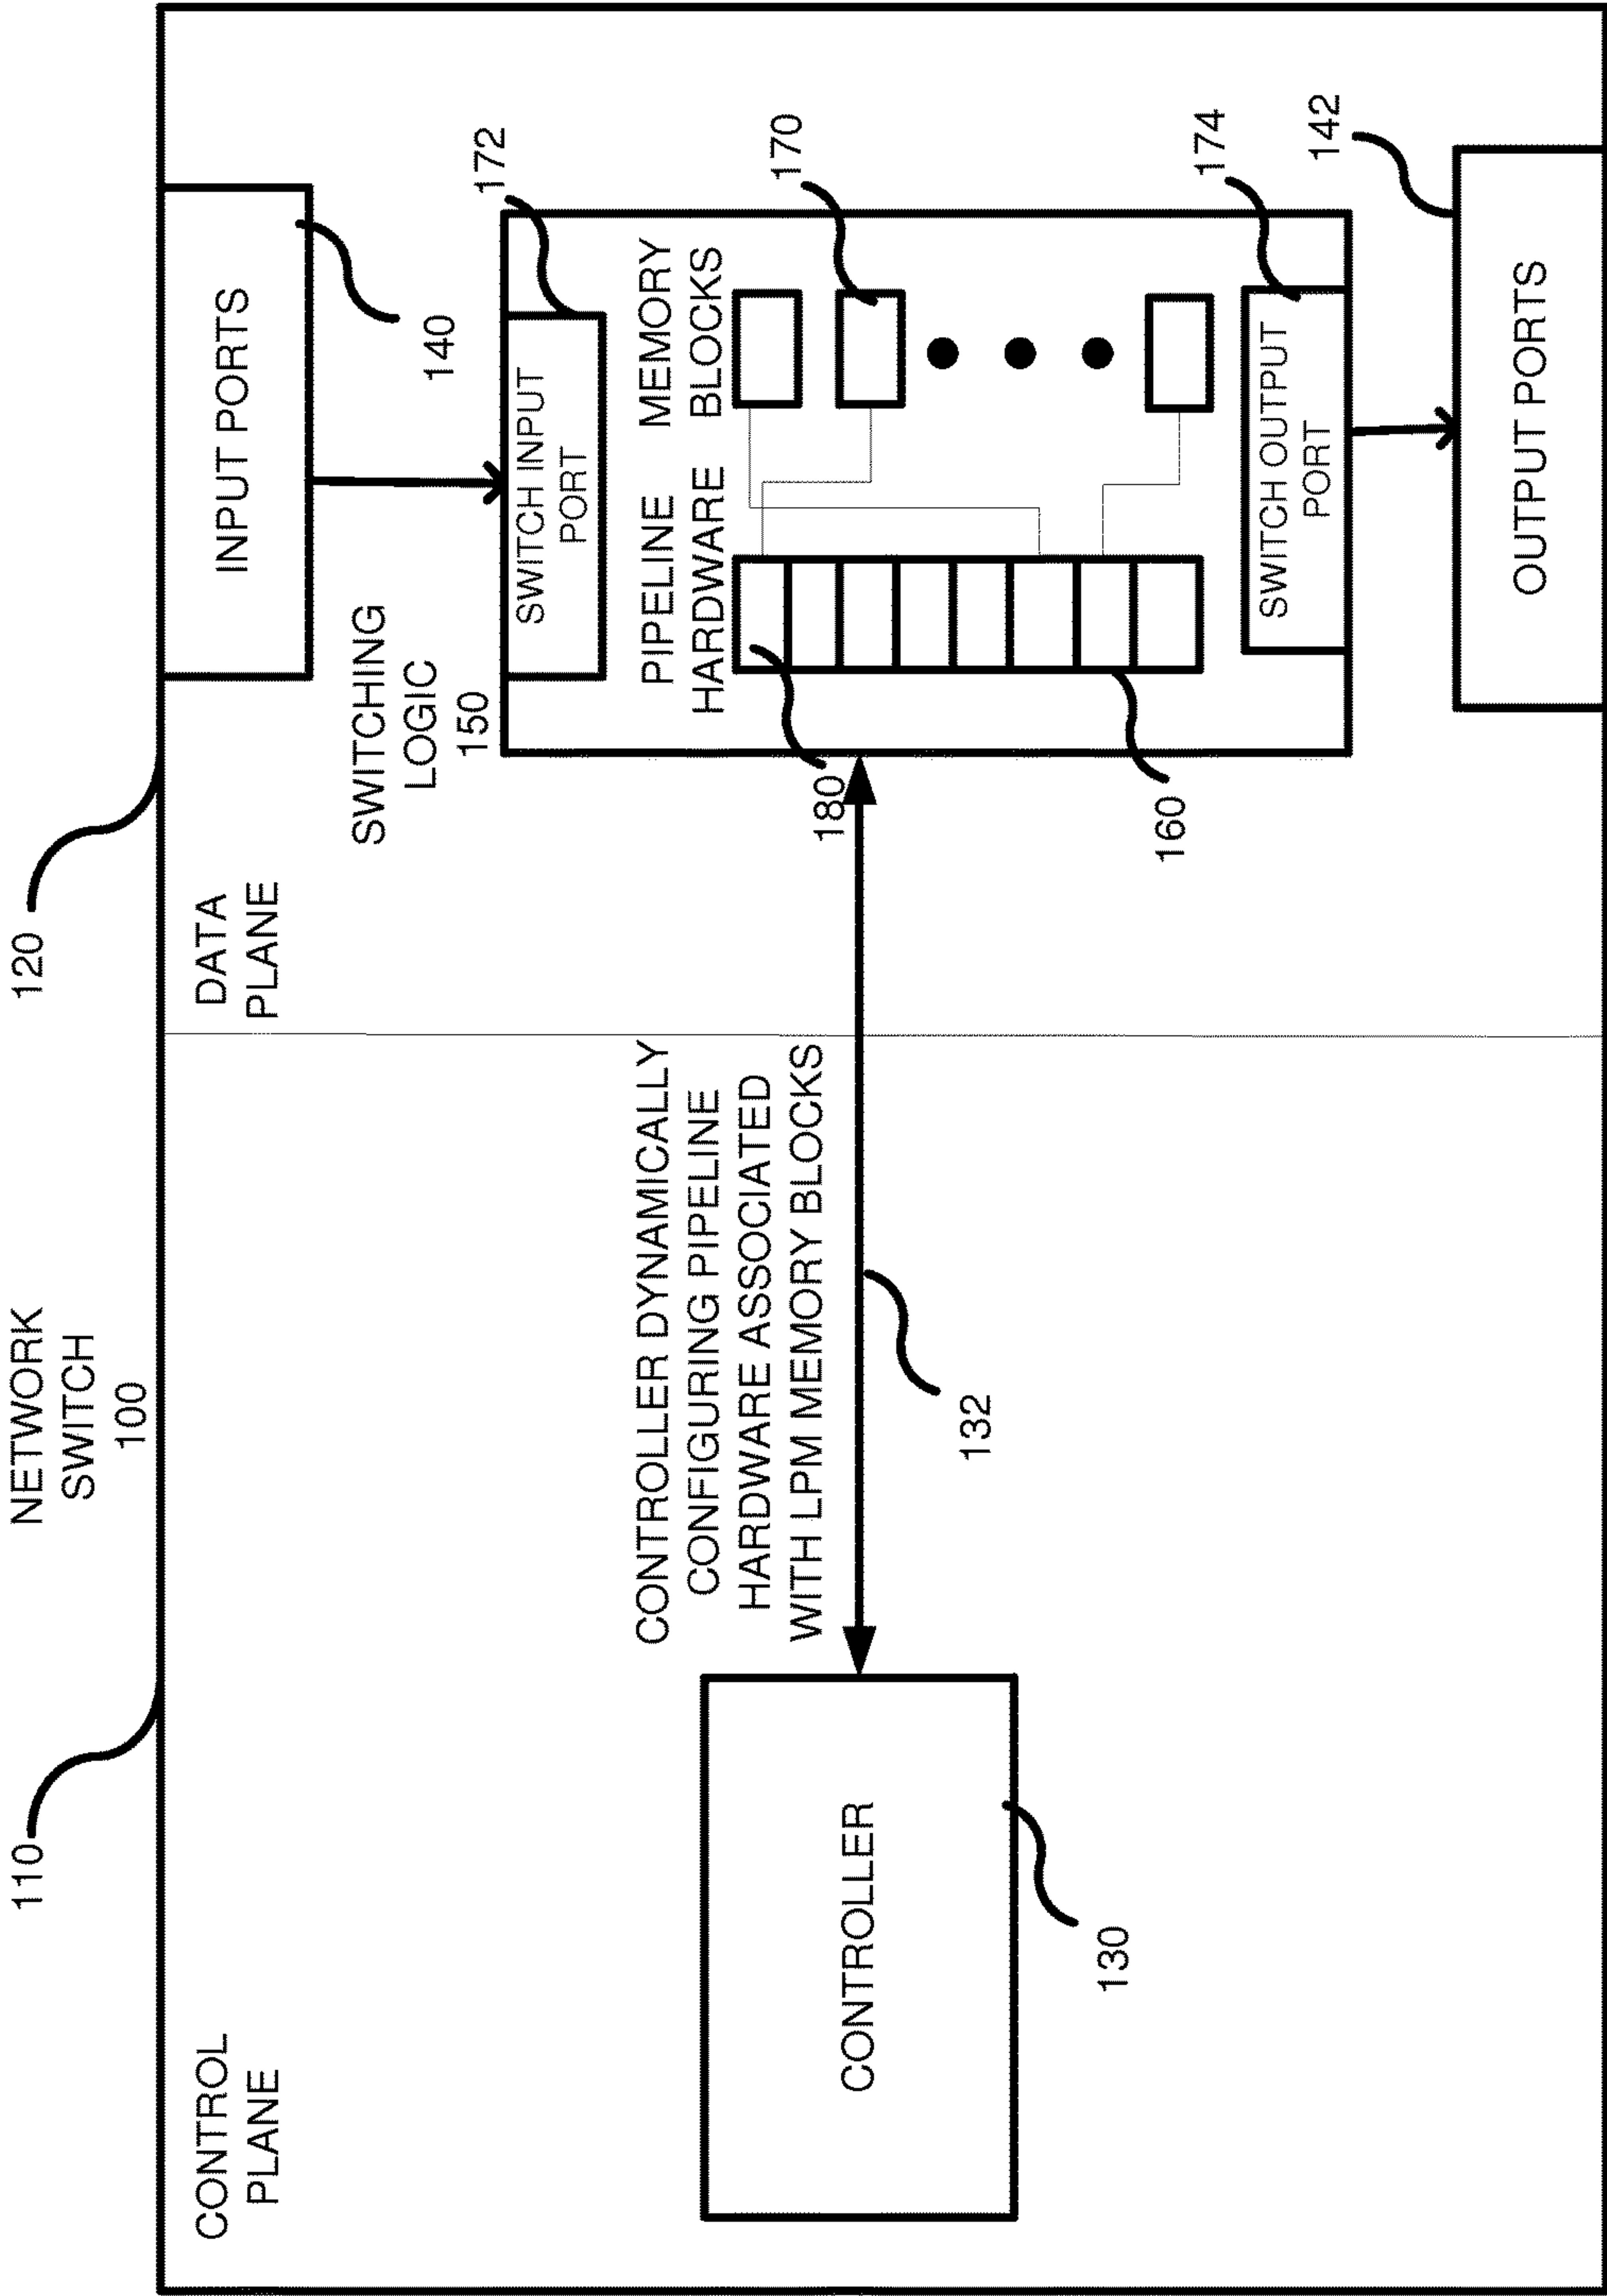 NETWORK
SWITCH
100
110
120
CONTROL
PLANE
DATA
PLANE
INPUT PORTS
140
SWITCHING
LOGIC
150
172
SWITCH INPUT
PORT
CONTROLLER DYNAMICALLY
CONFIGURING PIPELINE
HARDWARE ASSOCIATED
WITH LPM MEMORY BLOCKS
PIPELINE
HARDWARE
MEMORY
BLOCKS
170
180
CONTROLLER
132
130
160
174
SWITCH OUTPUT
PORT
142
OUTPUT PORTS